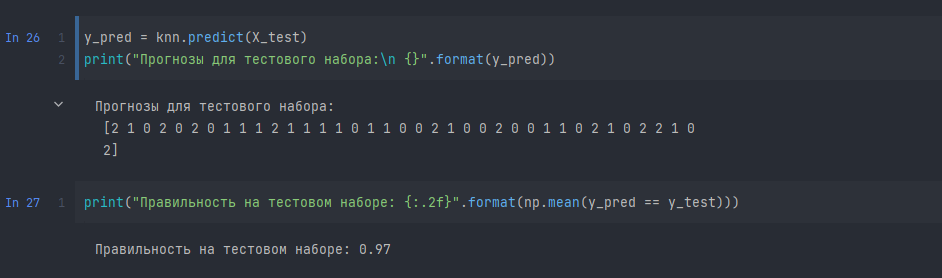 In 26 1 y_pred = knn.predict(X_test)
2 print("Прогнозы для тестового набора:\n {}".format(y_pred))
Прогнозы для тестового набора:
[2 1 0 2 0 2 0 1 1 1 2 1 1 1 1 0 1 1 0 0 2 1 0 0 2 0 0 1 1 0 2 1 0 2 2 1 0
2]
In 27 1 print("Правильность на тестовом наборе: {:.2f}".format(np.mean(y_pred == y_test)))
Правильность на тестовом наборе: 0.97